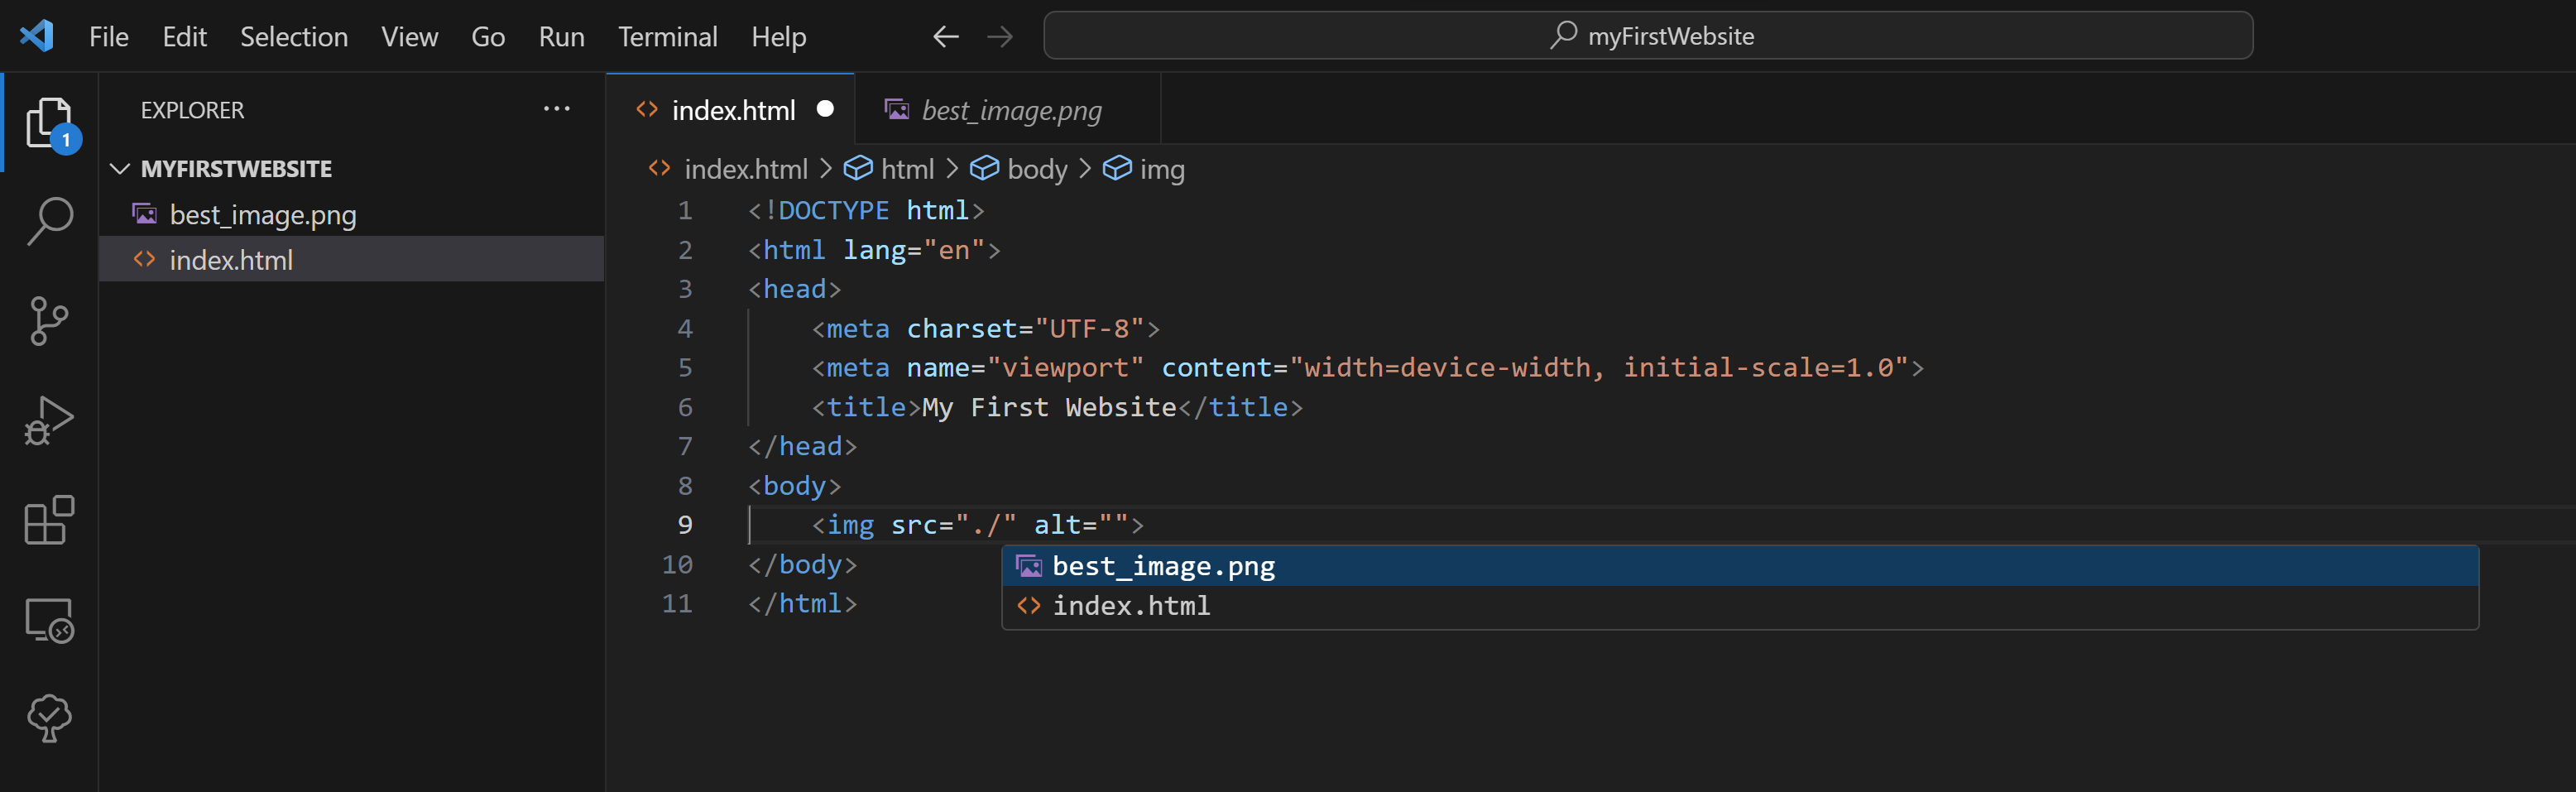 File Edit Selection View Go Run Terminal Help myFirstWebsite
EXPLORER ...
1
MYFIRSTWEBSITE
best_image.png
index.html
index.html best_image.png
index.html > html > body > img
1 <!DOCTYPE html>
2 <html lang="en">
3 <head>
4 <meta charset="UTF-8">
5 <meta name="viewport" content="width=device-width, initial-scale=1.0">
6 <title>My First Website</title>
7 </head>
8 <body>
9 <img src="./" alt="">
10 </body>
11 </html>
best_image.png
index.html